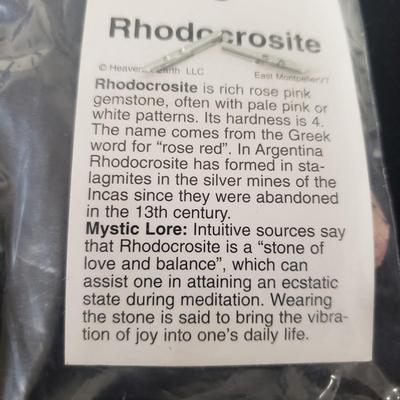 Rhodocrosite
© Heaven & Earth LLC East Montpelier VT
Rhodocrosite is rich rose pink
gemstone, often with pale pink or
white patterns. Its hardness is 4.
The name comes from the Greek
word for “rose red”. In Argentina
Rhodocrosite has formed in sta-
lagmites in the silver mines of the
Incas since they were abandoned
in the 13th century.
Mystic Lore: Intuitive sources say
that Rhodocrosite is a “stone of
love and balance”, which can
assist one in attaining an ecstatic
state during meditation. Wearing
the stone is said to bring the vibra-
tion of joy into one’s daily life.